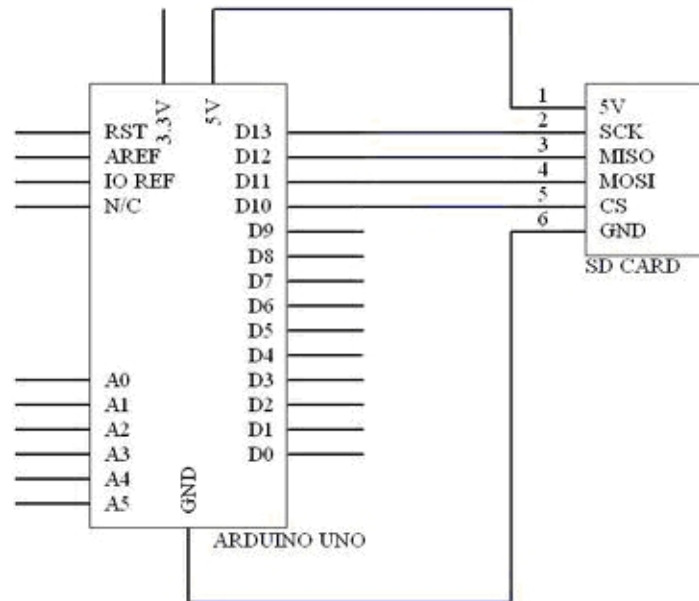 3.3V
5V
RST
AREF
IO REF
N/C
A0
A1
A2
A3
A4
A5
D13
D12
D11
D10
D9
D8
D7
D6
D5
D4
D3
D2
D1
D0
GND
ARDUINO UNO
1
2
3
4
5
6
5V
SCK
MISO
MOSI
CS
GND
SD CARD